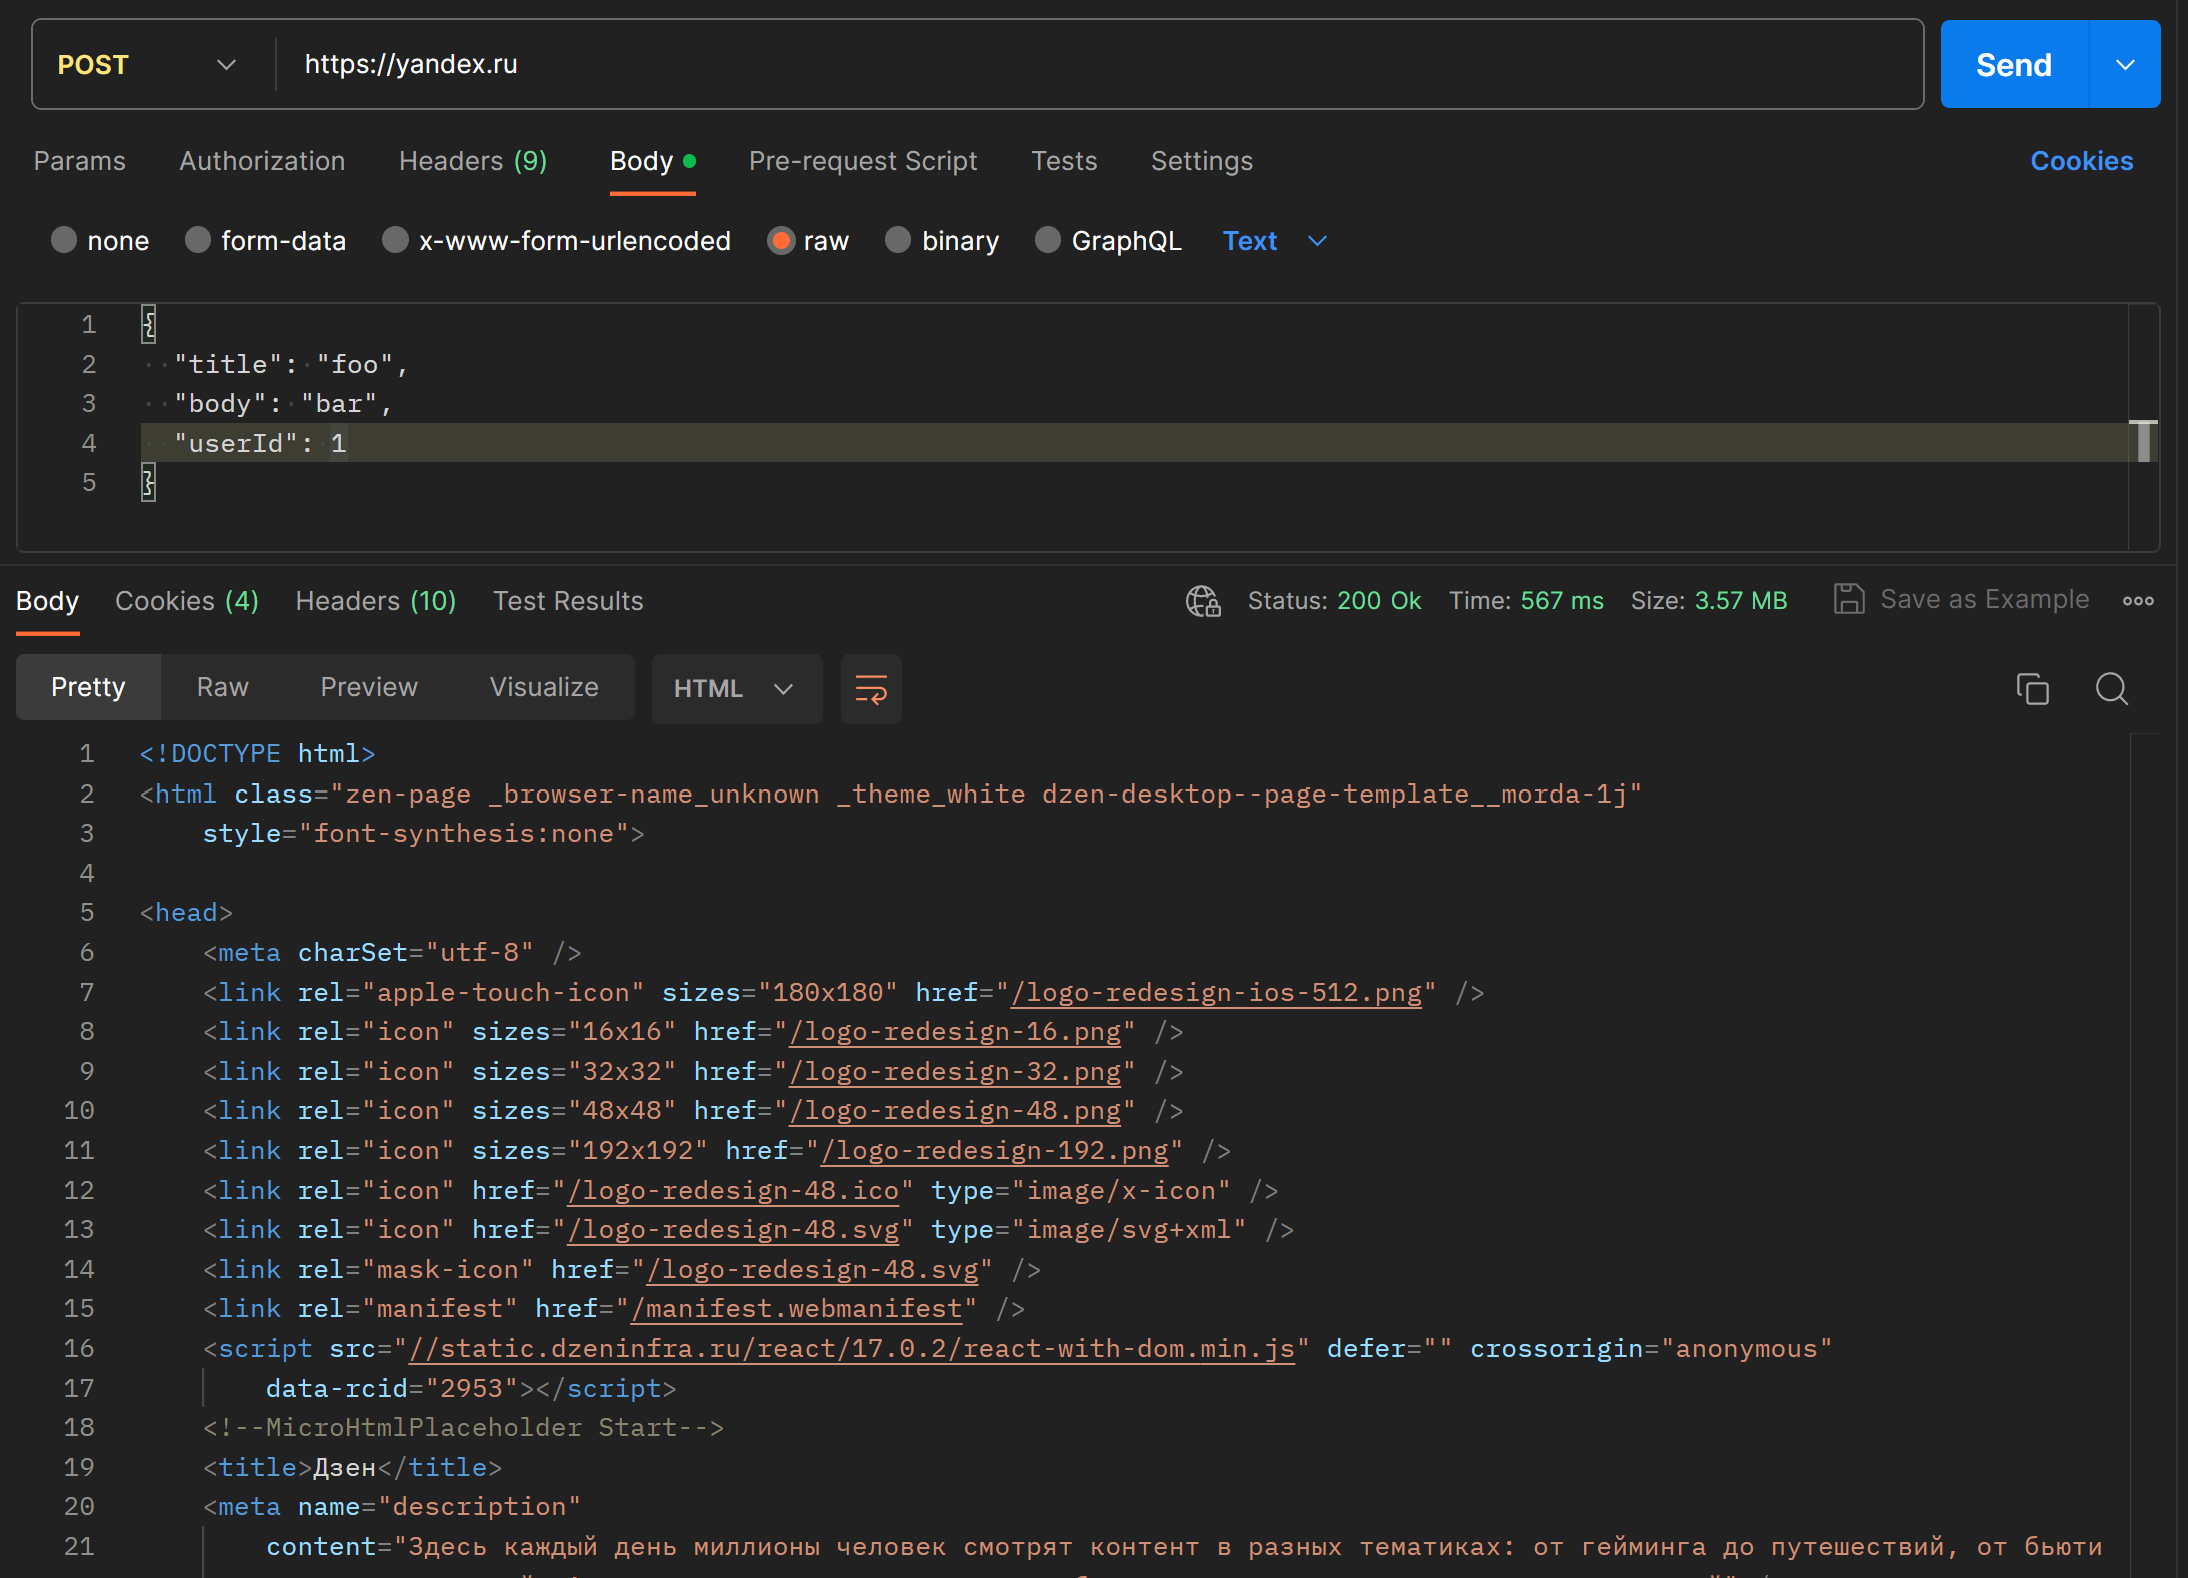 POST https://yandex.ru Send
Params Authorization Headers (9) Body Pre-request Script Tests Settings Cookies
none form-data x-www-form-urlencoded raw binary GraphQL Text
1 {
2 "title": "foo",
3 "body": "bar",
4 "userId": 1
5 }
Body Cookies (4) Headers (10) Test Results Status: 200 Ok Time: 567 ms Size: 3.57 MB Save as Example
Pretty Raw Preview Visualize HTML
1 <!DOCTYPE html>
2 <html class="zen-page _browser-name_unknown _theme_white dzen-desktop--page-template__morda-1j"
3 style="font-synthesis:none">
4
5 <head>
6 <meta charSet="utf-8" />
7 <link rel="apple-touch-icon" sizes="180x180" href="/logo-redesign-ios-512.png" />
8 <link rel="icon" sizes="16x16" href="/logo-redesign-16.png" />
9 <link rel="icon" sizes="32x32" href="/logo-redesign-32.png" />
10 <link rel="icon" sizes="48x48" href="/logo-redesign-48.png" />
11 <link rel="icon" sizes="192x192" href="/logo-redesign-192.png" />
12 <link rel="icon" href="/logo-redesign-48.ico" type="image/x-icon" />
13 <link rel="icon" href="/logo-redesign-48.svg" type="image/svg+xml" />
14 <link rel="mask-icon" href="/logo-redesign-48.svg" />
15 <link rel="manifest" href="/manifest.webmanifest" />
16 <script src="//static.dzeninfra.ru/react/17.0.2/react-with-dom.min.js" defer="" crossorigin="anonymous"
17 data-rcid="2953"></script>
18 <!--MicroHtmlPlaceholder Start-->
19 <title>Дзен</title>
20 <meta name="description"
21 content="Здесь каждый день миллионы человек смотрят контент в разных тематиках: от гейминга до путешествий, от бьюти